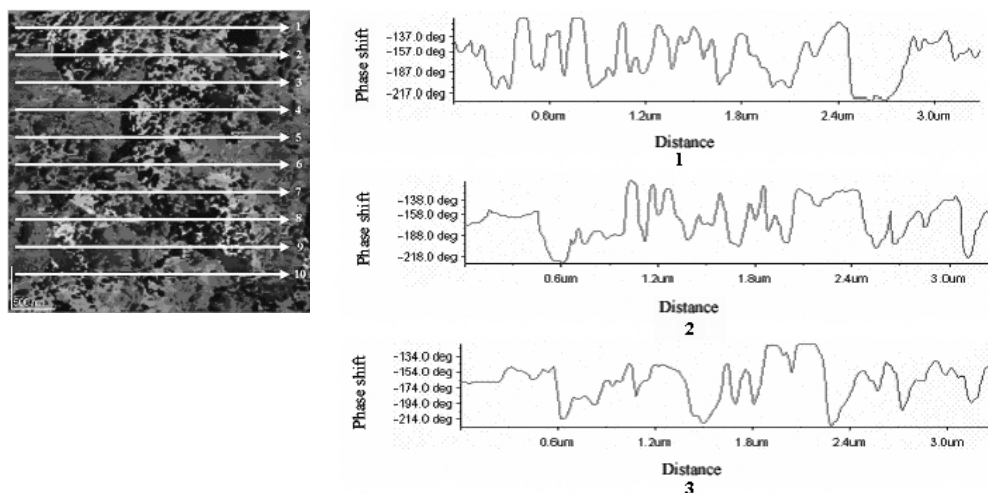 1
2
3
4
5
6
7
8
9
10
Phase shift
-137.0 deg
-157.0 deg
-187.0 deg
-217.0 deg
0.6um 1.2um 1.8um 2.4um 3.0um
Distance
1
Phase shift
-138.0 deg
-158.0 deg
-188.0 deg
-218.0 deg
0.6um 1.2um 1.8um 2.4um 3.0um
Distance
2
Phase shift
-134.0 deg
-154.0 deg
-174.0 deg
-194.0 deg
-214.0 deg
0.6um 1.2um 1.8um 2.4um 3.0um
Distance
3